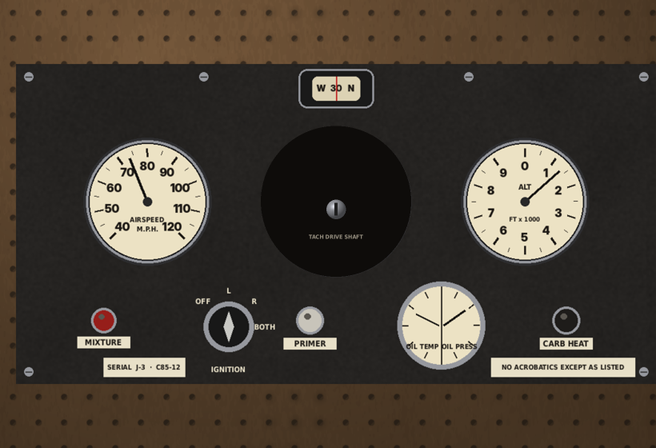 W 30 N
70 80 90
60 100
50 110
40 120
AIRSPEED
M.P.H.
TACH DRIVE SHAFT
0
9 1
8 2
7 3
6 4
5
ALT
FT x 1000
MIXTURE
OFF L R BOTH
IGNITION
PRIMER
OIL TEMP OIL PRESS
CARB HEAT
SERIAL J-3 · C85-12
NO ACROBATICS EXCEPT AS LISTED